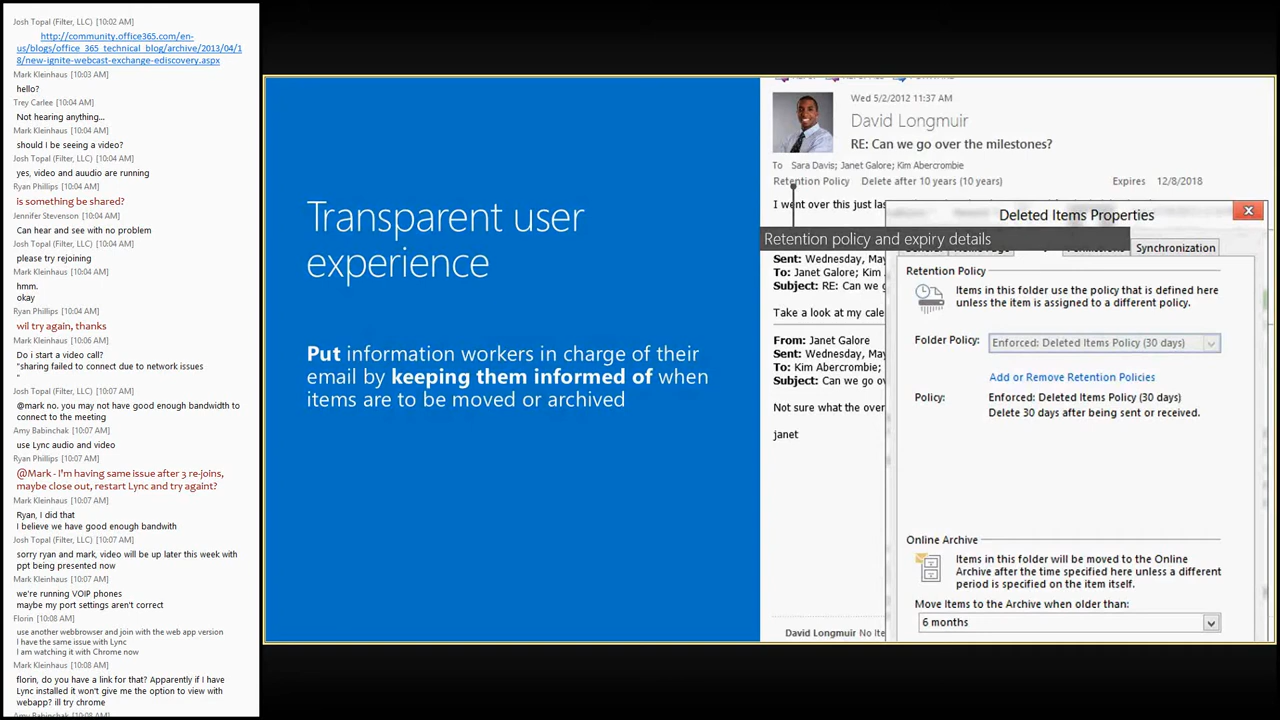 Josh Topal (Filter, LLC) [10:02 AM]
http://community.office365.com/en-
us/blogs/office_365_technical_blog/archive/2013/04/1
8/new-ignite-webcast-exchange-ediscovery.aspx
Mark Kleinhaus [10:03 AM]
hello?
Trey Carlee [10:04 AM]
Not hearing anything...
Mark Kleinhaus [10:04 AM]
should I be seeing a video?
Josh Topal (Filter, LLC) [10:04 AM]
yes, video and auudio are running
Ryan Phillips [10:04 AM]
is something be shared?
Jennifer Stevenson [10:04 AM]
Can hear and see with no problem
Josh Topal (Filter, LLC) [10:04 AM]
please try rejoining
Mark Kleinhaus [10:04 AM]
hmm.
okay
Ryan Phillips [10:04 AM]
wil try again, thanks
Mark Kleinhaus [10:06 AM]
Do i start a video call?
"sharing failed to connect due to network issues
"
Josh Topal (Filter, LLC) [10:07 AM]
@mark no. you may not have good enough bandwidth to
connect to the meeting
Amy Babinchak [10:07 AM]
use Lync audio and video
Ryan Phillips [10:07 AM]
@Mark - I'm having same issue after 3 re-joins,
maybe close out, restart Lync and try againt?
Mark Kleinhaus [10:07 AM]
Ryan, I did that
I believe we have good enough bandwith
Josh Topal (Filter, LLC) [10:07 AM]
sorry ryan and mark, video will be up later this week with
ppt being presented now
Mark Kleinhaus [10:07 AM]
we're running VOIP phones
maybe my port settings aren't correct
Florin [10:08 AM]
use another webbrowser and join with the web app version
I have the same issue with Lync
I am watching it with Chrome now
Mark Kleinhaus [10:08 AM]
florin, do you have a link for that? Apparently if I have
Lync installed it won't give me the option to view with
webapp? ill try chrome
Transparent user
experience
Put information workers in charge of their
email by keeping them informed of when
items are to be moved or archived
Wed 5/2/2012 11:37 AM
David Longmuir
RE: Can we go over the milestones?
To Sara Davis; Janet Galore; Kim Abercrombie
Retention Policy Delete after 10 years (10 years) Expires 12/8/2018
I went over this just las
Retention policy and expiry details
Sent: Wednesday, May
To: Janet Galore; Kim
Subject: RE: Can we g
Take a look at my cale
From: Janet Galore
Sent: Wednesday, May
To: Kim Abercrombie;
Subject: Can we go ov
Not sure what the over
janet
David Longmuir No Ite
Deleted Items Properties
Synchronization
Retention Policy
Items in this folder use the policy that is defined here
unless the item is assigned to a different policy.
Folder Policy: Enforced: Deleted Items Policy (30 days)
Add or Remove Retention Policies
Policy: Enforced: Deleted Items Policy (30 days)
Delete 30 days after being sent or received.
Online Archive
Items in this folder will be moved to the Online
Archive after the time specified here unless a different
period is specified on the item itself.
Move Items to the Archive when older than:
6 months